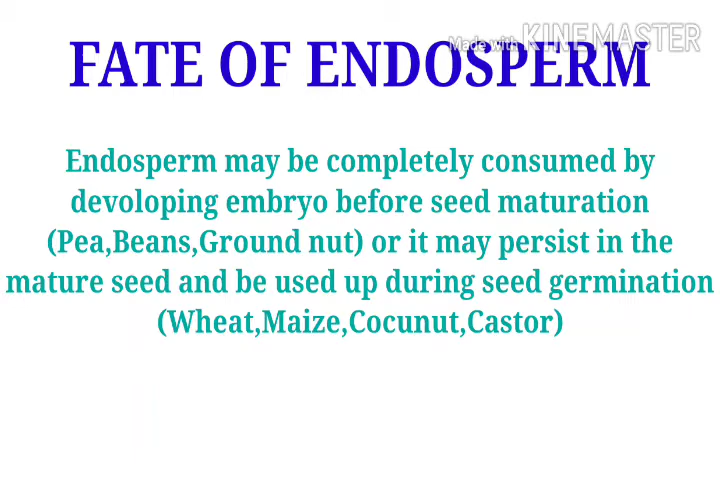 Made with KINEMASTER
FATE OF ENDOSPERM
Endosperm may be completely consumed by
devoloping embryo before seed maturation
(Pea,Beans,Ground nut) or it may persist in the
mature seed and be used up during seed germination
(Wheat,Maize,Cocunut,Castor)